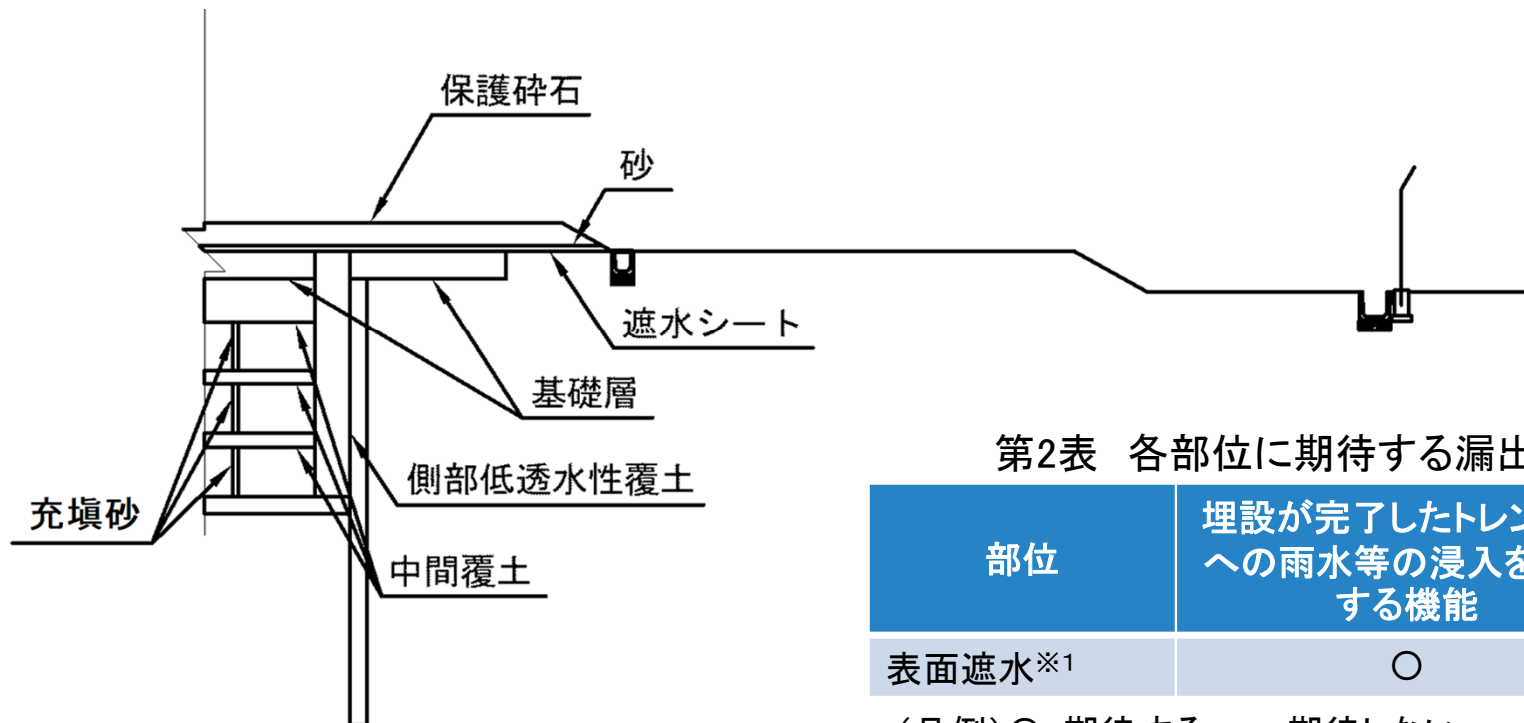 保護砕石
砂
遮水シート
基礎層
側部低透水性覆土
充塡砂
中間覆土
第2表 各部位に期待する漏出
部位
埋設が完了したトレン
への雨水等の浸入を
する機能
表面遮水※1
○